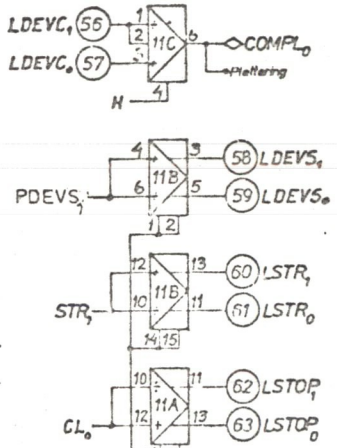 LDEVC₁ 56 1 2 11C 6 COMPL₀
LDEVC₀ 57 3 Plattering
H 4
4 3 58 LDEVS₁
PDEVS₁ 11B
6 5 59 LDEVS₀
1 2
12 13 60 LSTR₁
11B
STR₁ 10 11 61 LSTR₀
14 15
10 11 62 LSTOP₁
11A
CL₀ 12 13 63 LSTOP₀